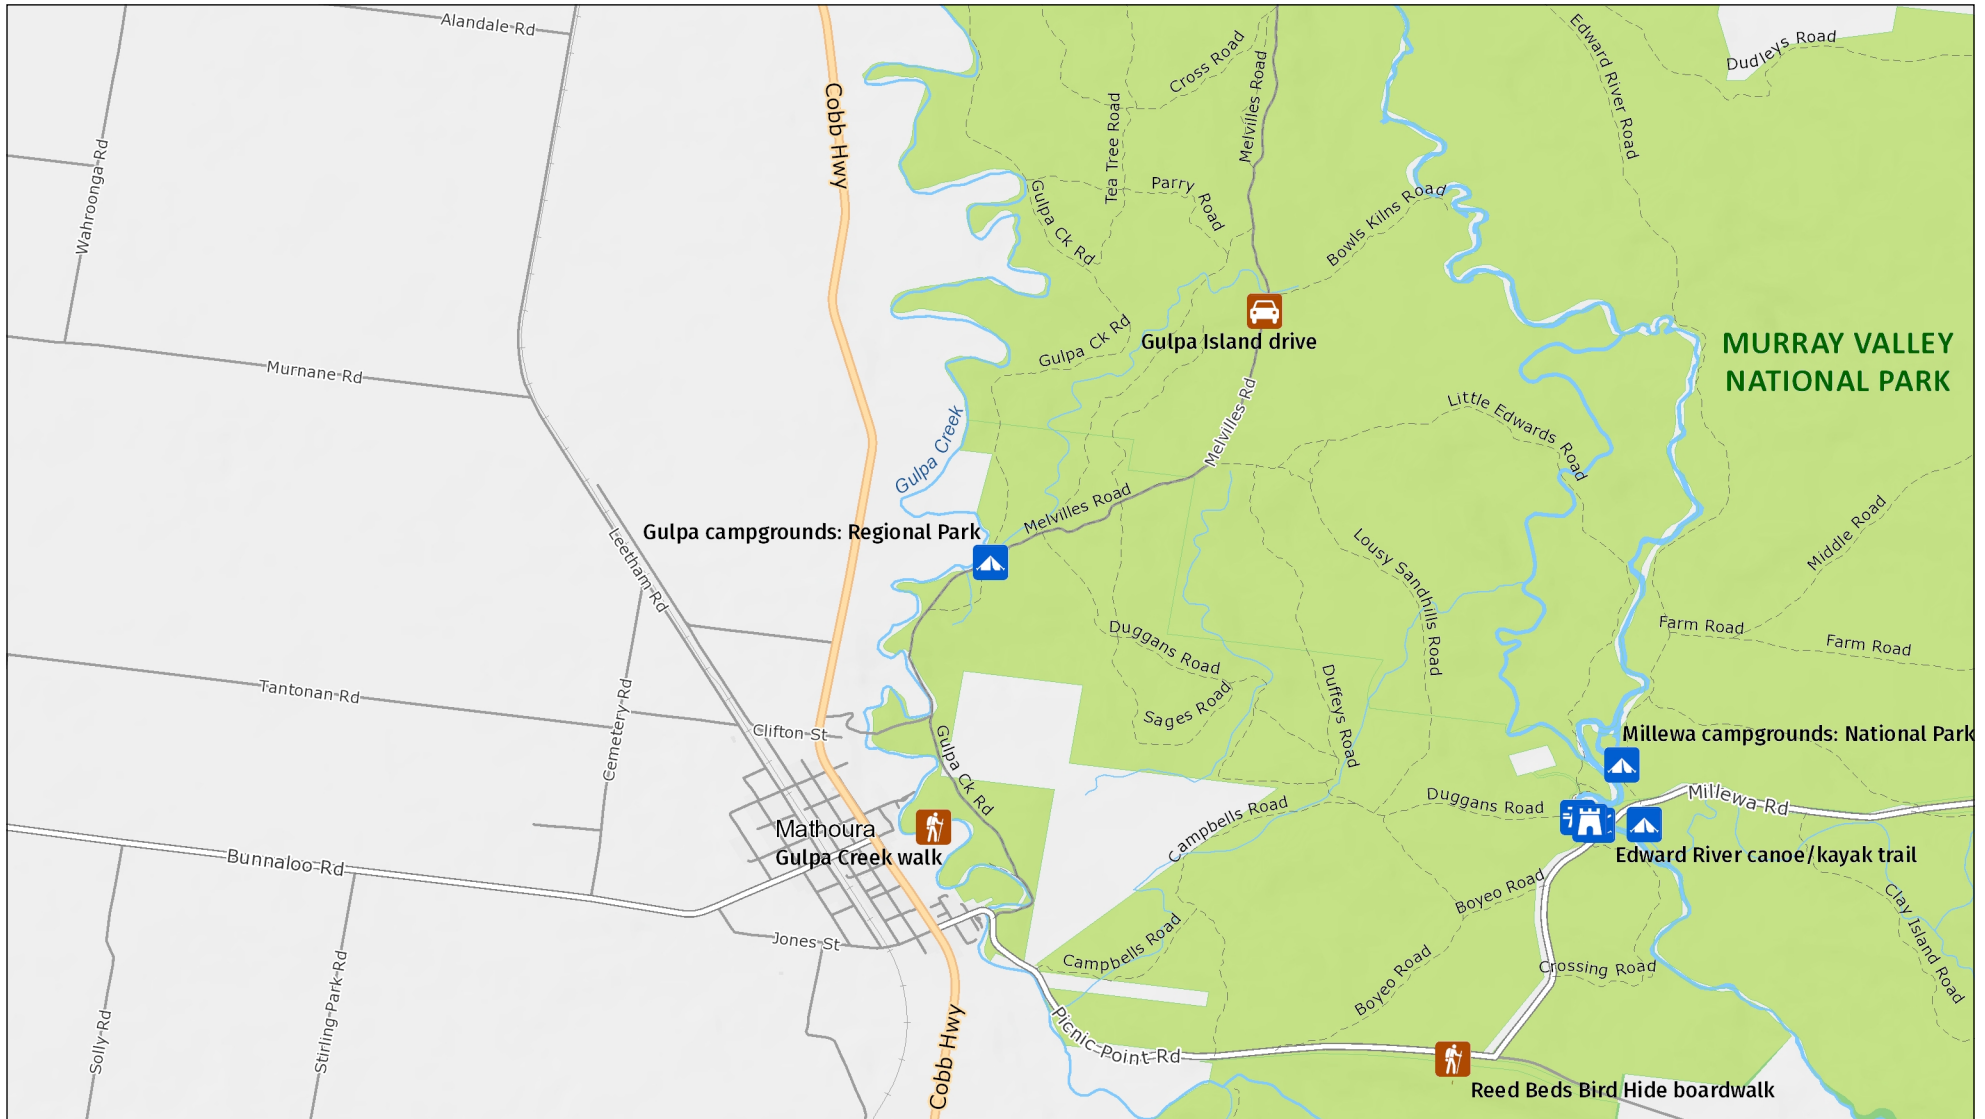 Alandale Rd
Wahroonga Rd
Cobb Hwy
Cross Road
Melvilles Road
Tea Tree Road
Edward River Road
Dudleys Road
Parry
Road
Gulpa Ck Rd
Bowls Kilns Road
Gulpa Ck Rd
Gulpa Island drive
MURRAY VALLEY
NATIONAL PARK
Murnane Rd
Melvilles Rd
Little Edwards Road
Gulpa Creek
Melvilles Road
Gulpa campgrounds: Regional Park
Leetham Rd
Lousy Sandhills Road
Middle Road
Duggans Road
Farm Road
Farm Road
Tantonan Rd
Cemetery Rd
Sages Road
Duffeys Road
Clifton St
Gulpa Ck Rd
Millewa campgrounds: National Park
Millewa Rd
Duggans Road
Campbells Road
Mathoura
Gulpa Creek walk
Edward River canoe/kayak trail
Bunnaloo Rd
Boyeo Road
Clay Island Road
Jones St
Campbells Road
Boyeo Road
Crossing Road
Solly Rd
Stirling Park Rd
Cobb Hwy
Picnic Point Rd
Reed Beds Bird Hide boardwalk